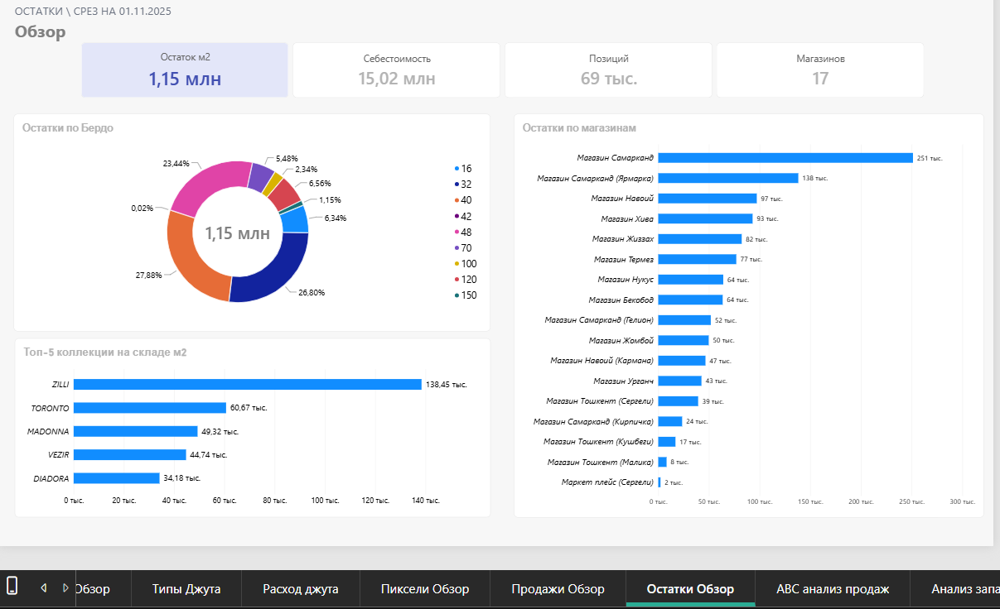 ОСТАТКИ \ СРЕЗ НА 01.11.2025
Обзор
Остаток м2
1,15 млн
Себестоимость
15,02 млн
Позиций
69 тыс.
Магазинов
17
Остатки по Бердо
23,44%
5,48%
2,34%
6,56%
1,15%
6,34%
0,02%
27,88%
26,80%
1,15 млн
16
32
40
42
48
70
100
120
150
Топ-5 коллекции на складе м2
ZILLI 138,45 тыс.
TORONTO 60,67 тыс.
MADONNA 49,32 тыс.
VEZIR 44,74 тыс.
DIADORA 34,18 тыс.
0 тыс. 20 тыс. 40 тыс. 60 тыс. 80 тыс. 100 тыс. 120 тыс. 140 тыс.
Остатки по магазинам
Магазин Самарканд 251 тыс.
Магазин Самарканд (Ярмарка) 138 тыс.
Магазин Навоий 97 тыс.
Магазин Хива 93 тыс.
Магазин Жиззах 82 тыс.
Магазин Термез 77 тыс.
Магазин Нукус 64 тыс.
Магазин Бекобод 64 тыс.
Магазин Самарканд (Гелион) 52 тыс.
Магазин Жомбой 50 тыс.
Магазин Навоий (Кармана) 47 тыс.
Магазин Урганч 43 тыс.
Магазин Тошкент (Сергели) 39 тыс.
Магазин Самарканд (Кирпичка) 24 тыс.
Магазин Тошкент (Кушбеги) 17 тыс.
Магазин Тошкент (Малика) 8 тыс.
Маркет плейс (Сергели) 2 тыс.
0 тыс. 50 тыс. 100 тыс. 150 тыс. 200 тыс. 250 тыс. 300 тыс.
Обзор
Типы Джута
Расход джута
Пиксели Обзор
Продажи Обзор
Остатки Обзор
ABC анализ продаж
Анализ запа